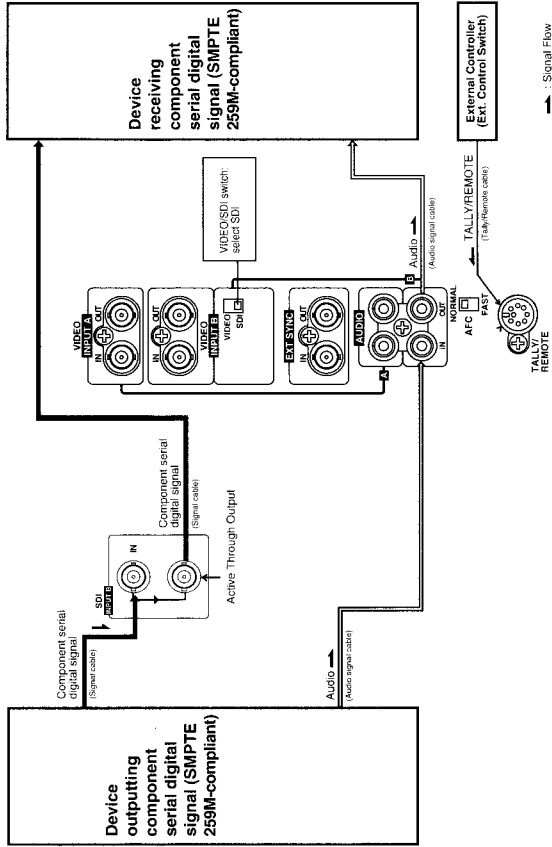 Device
outputting
component
serial digital
signal (SMPTE
259M-compliant)
Component serial
digital signal
(Signal cable)
SDI
INPUT B
IN
Active Through Output
Component serial
digital signal
(Signal cable)
Audio
(Audio signal cable)
VIDEO
INPUT A
IN
OUT
VIDEO
INPUT B
VIDEO
SDI
VIDEO/SDI switch:
select SDI
EXT SYNC
AUDIO
A
B
IN
OUT
Audio
(Audio signal cable)
NORMAL
AFC
FAST
TALLY/
REMOTE
TALLY/REMOTE
(Tally/Remote cable)
Device
receiving
component
serial digital
signal (SMPTE
259M-compliant)
External Controller
(Ext. Control Switch)
: Signal Flow